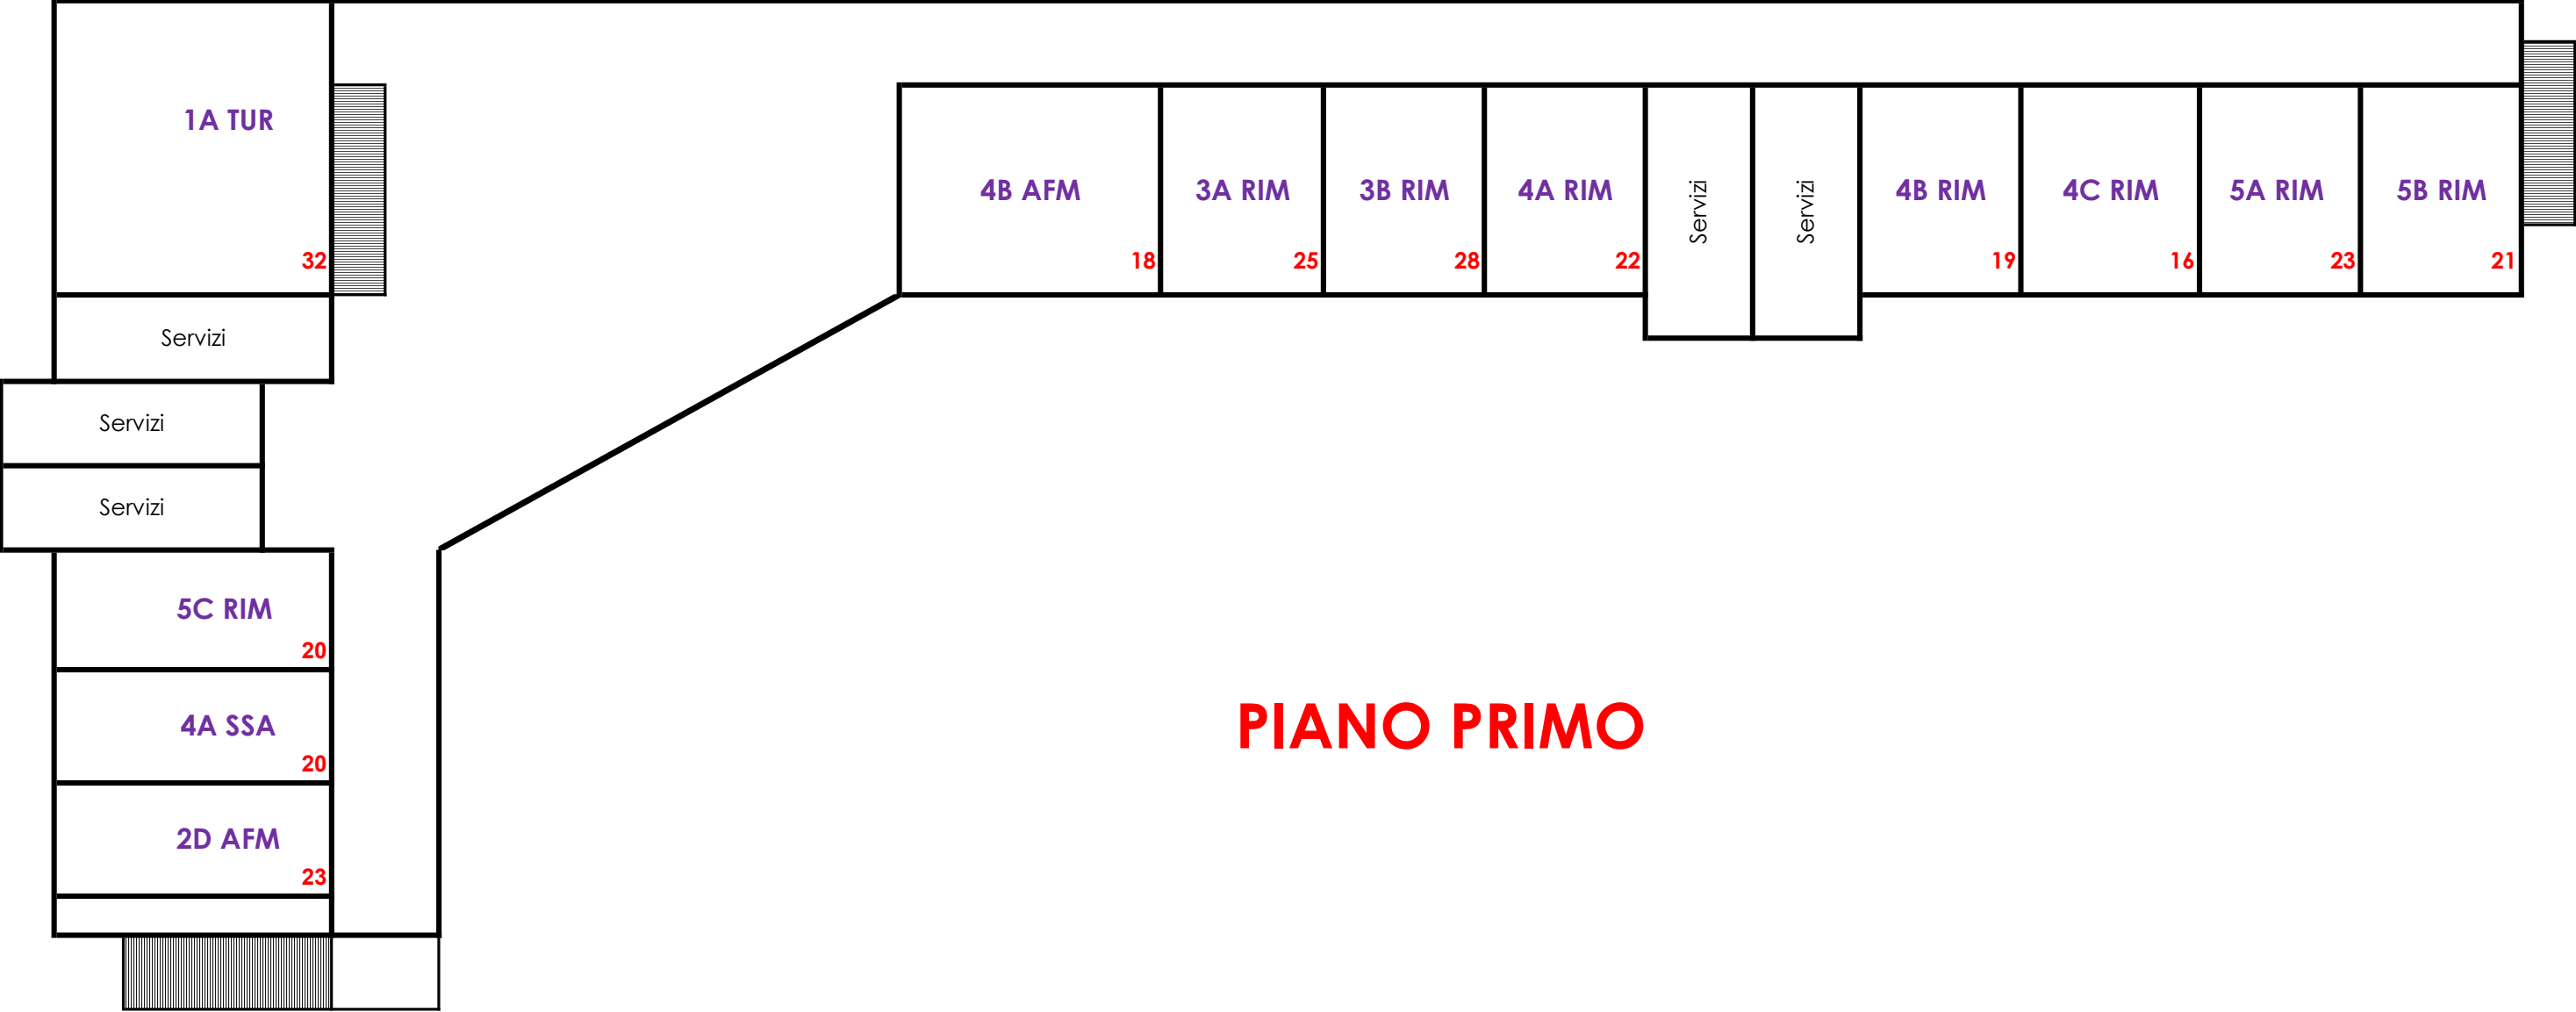 1A TUR
32
Servizi
Servizi
Servizi
5C RIM
20
4A SSA
20
2D AFM
23
4B AFM
18
3A RIM
25
3B RIM
28
4A RIM
22
Servizi
Servizi
4B RIM
19
4C RIM
16
5A RIM
23
5B RIM
21
PIANO PRIMO